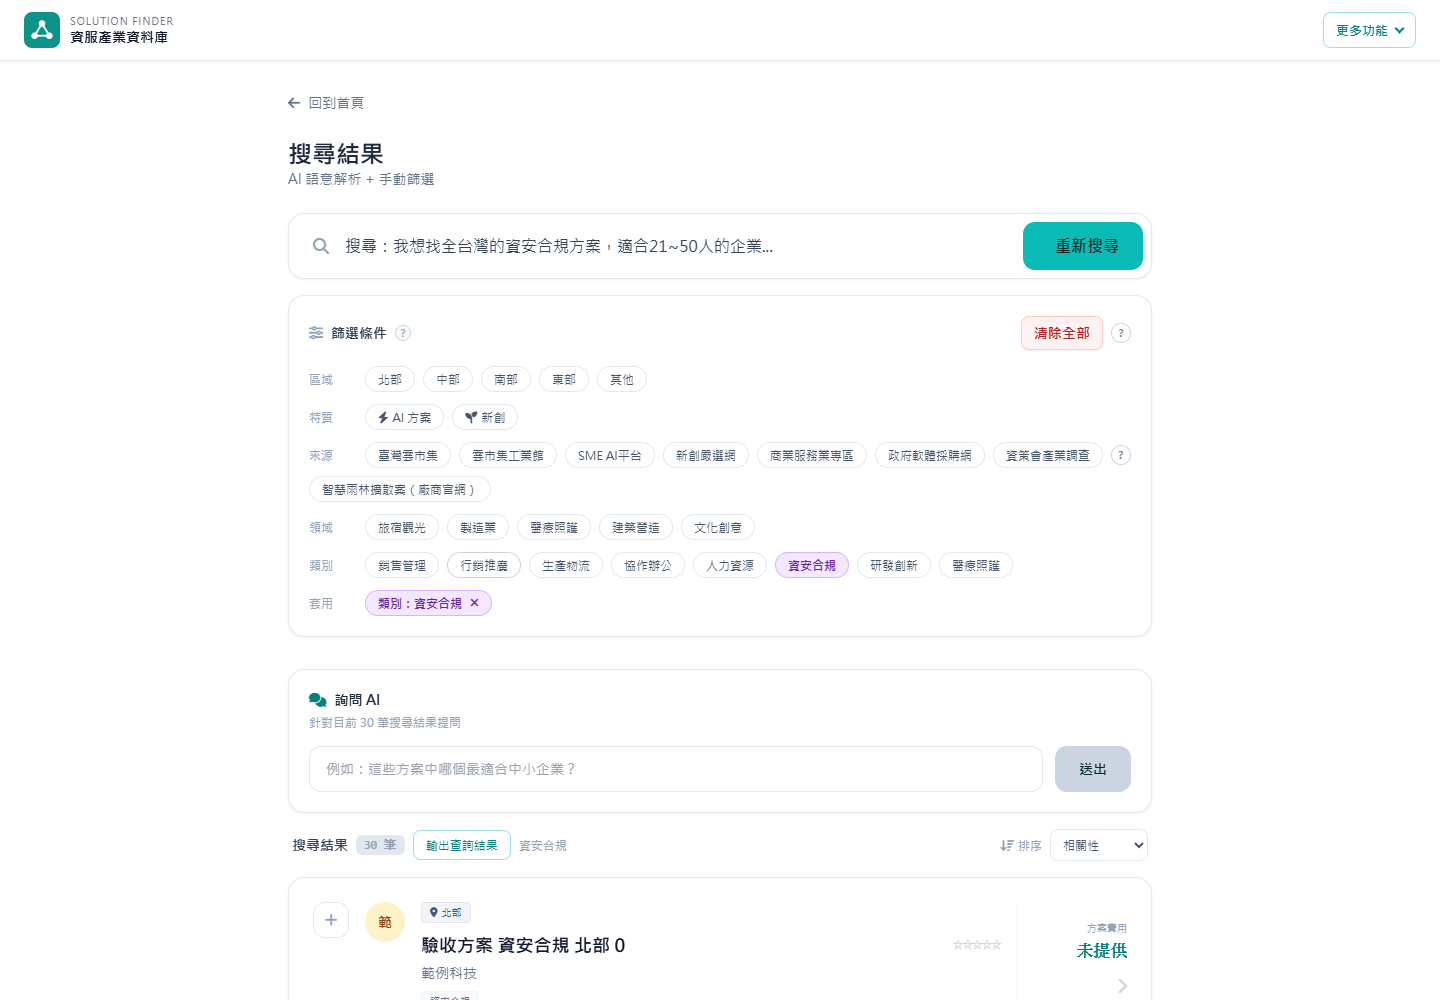 SOLUTION FINDER
資服產業資料庫
更多功能
回到首頁
搜尋結果
AI 語意解析 + 手動篩選
搜尋：我想找全台灣的資安合規方案，適合21~50人的企業...
重新搜尋
篩選條件 ?
清除全部 ?
區域 北部 中部 南部 東部 其他
特質 AI 方案 新創
來源 臺灣雲市集 雲市集工業館 SME AI平台 新創嚴選網 商業服務業專區 政府軟體採購網 資策會產業調查 ?
智慧雨林擴散案（廠商官網）
領域 旅宿觀光 製造業 醫療照護 建築營造 文化創意
類別 銷售管理 行銷推廣 生產物流 協作辦公 人力資源 資安合規 研發創新 醫療照護
套用 類別：資安合規 ×
詢問 AI
針對目前 30 筆搜尋結果提問
例如：這些方案中哪個最適合中小企業？
送出
搜尋結果 30 筆 輸出查詢結果 資安合規 排序 相關性
範
北部
驗收方案 資安合規 北部 0
☆☆☆☆☆
方案費用
未提供
範例科技
資安合規